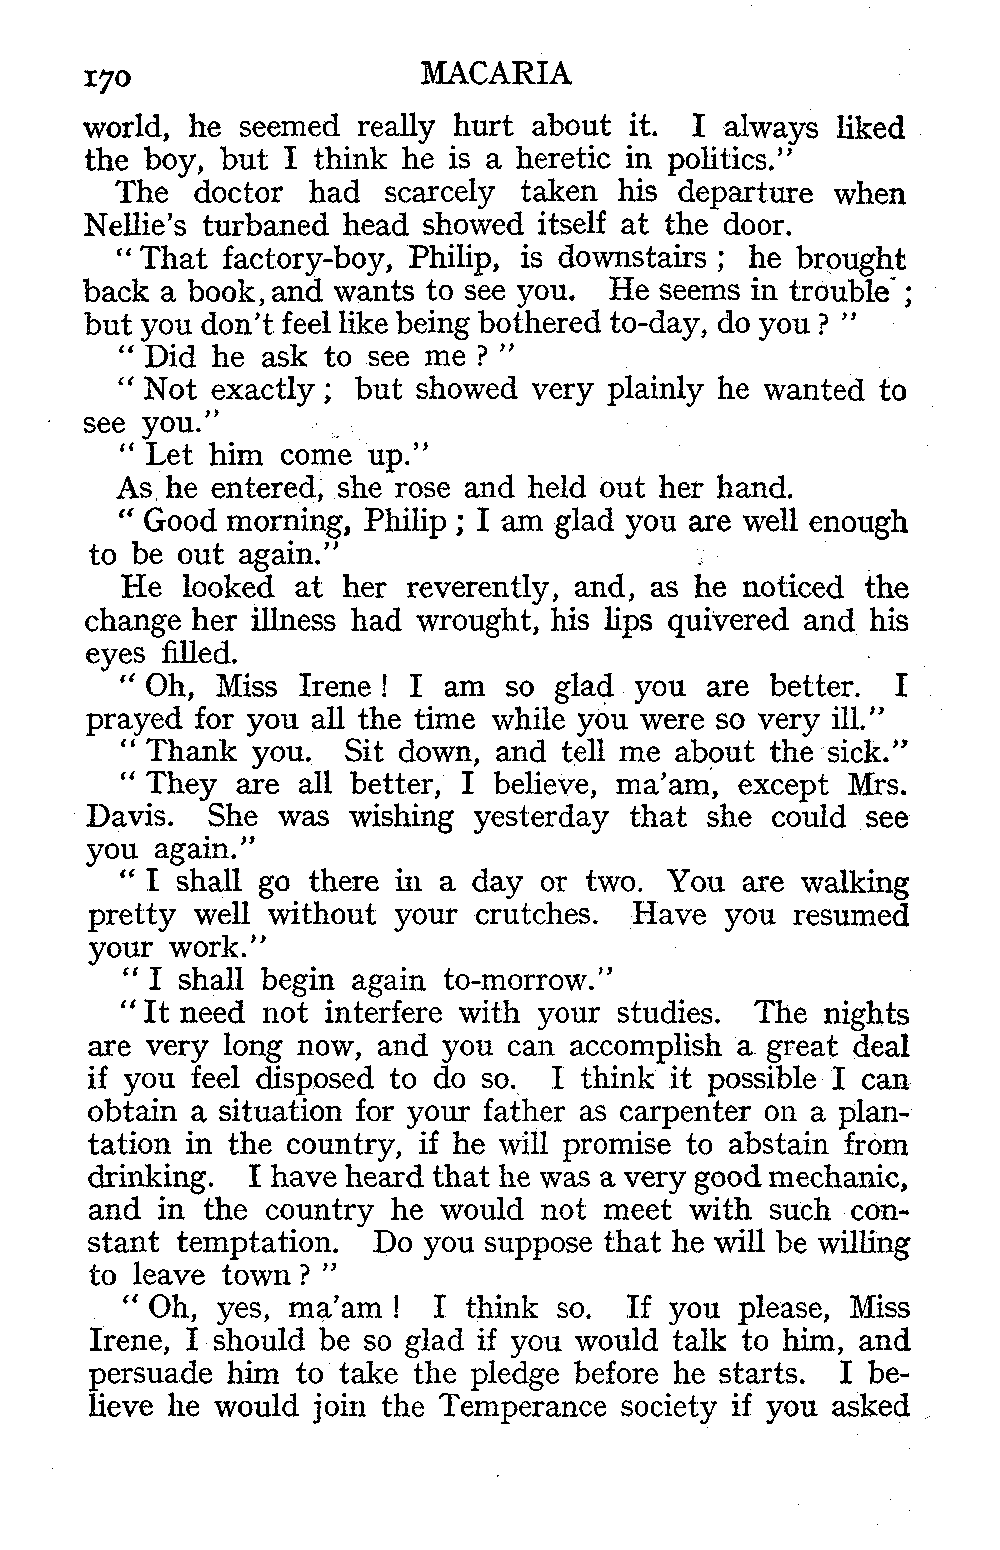 170 MACARIA
world, he seemed really hurt about it. I always liked
the boy, but I think he is a heretic in politics."
The doctor had scarcely taken his departure when
Nellie's turbaned head showed itself at the door.
"That factory-boy, Philip, is downstairs; he brought
back a book, and wants to see you. He seems in trouble;
but you don't feel like being bothered to-day, do you?"
"Did he ask to see me?"
"Not exactly; but showed very plainly he wanted to
see you."
"Let him come up."
As he entered, she rose and held out her hand.
"Good morning, Philip; I am glad you are well enough
to be out again."
He looked at her reverently, and, as he noticed the
change her illness had wrought, his lips quivered and his
eyes filled.
"Oh, Miss Irene! I am so glad you are better. I
prayed for you all the time while you were so very ill."
"Thank you. Sit down, and tell me about the sick."
"They are all better, I believe, ma'am, except Mrs.
Davis. She was wishing yesterday that she could see
you again."
"I shall go there in a day or two. You are walking
pretty well without your crutches. Have you resumed
your work."
"I shall begin again to-morrow."
"It need not interfere with your studies. The nights
are very long now, and you can accomplish a great deal
if you feel disposed to do so. I think it possible I can
obtain a situation for your father as carpenter on a plan-
tation in the country, if he will promise to abstain from
drinking. I have heard that he was a very good mechanic,
and in the country he would not meet with such con-
stant temptation. Do you suppose that he will be willing
to leave town?"
"Oh, yes, ma'am! I think so. If you please, Miss
Irene, I should be so glad if you would talk to him, and
persuade him to take the pledge before he starts. I be-
lieve he would join the Temperance society if you asked